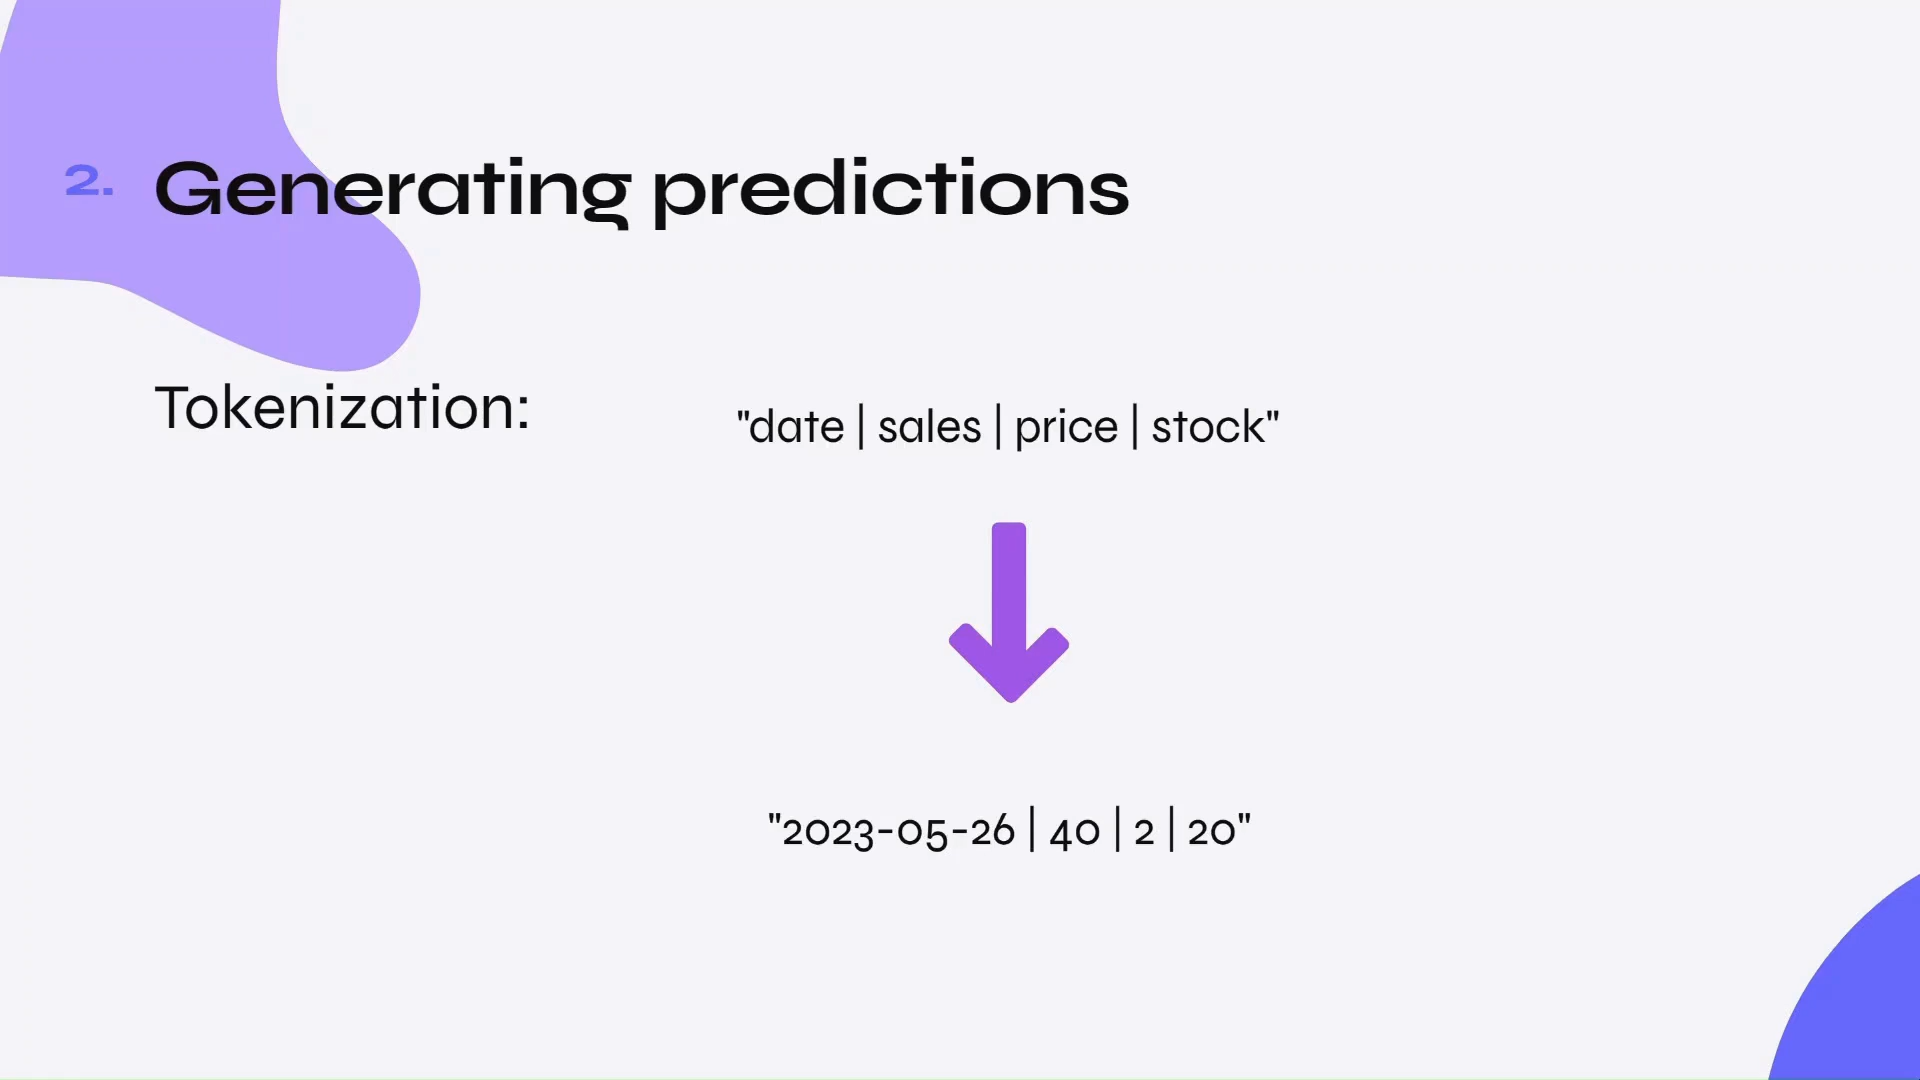 2. Generating predictions
Tokenization:
"date | sales | price | stock"
"2023-05-26 | 40 | 2 | 20"